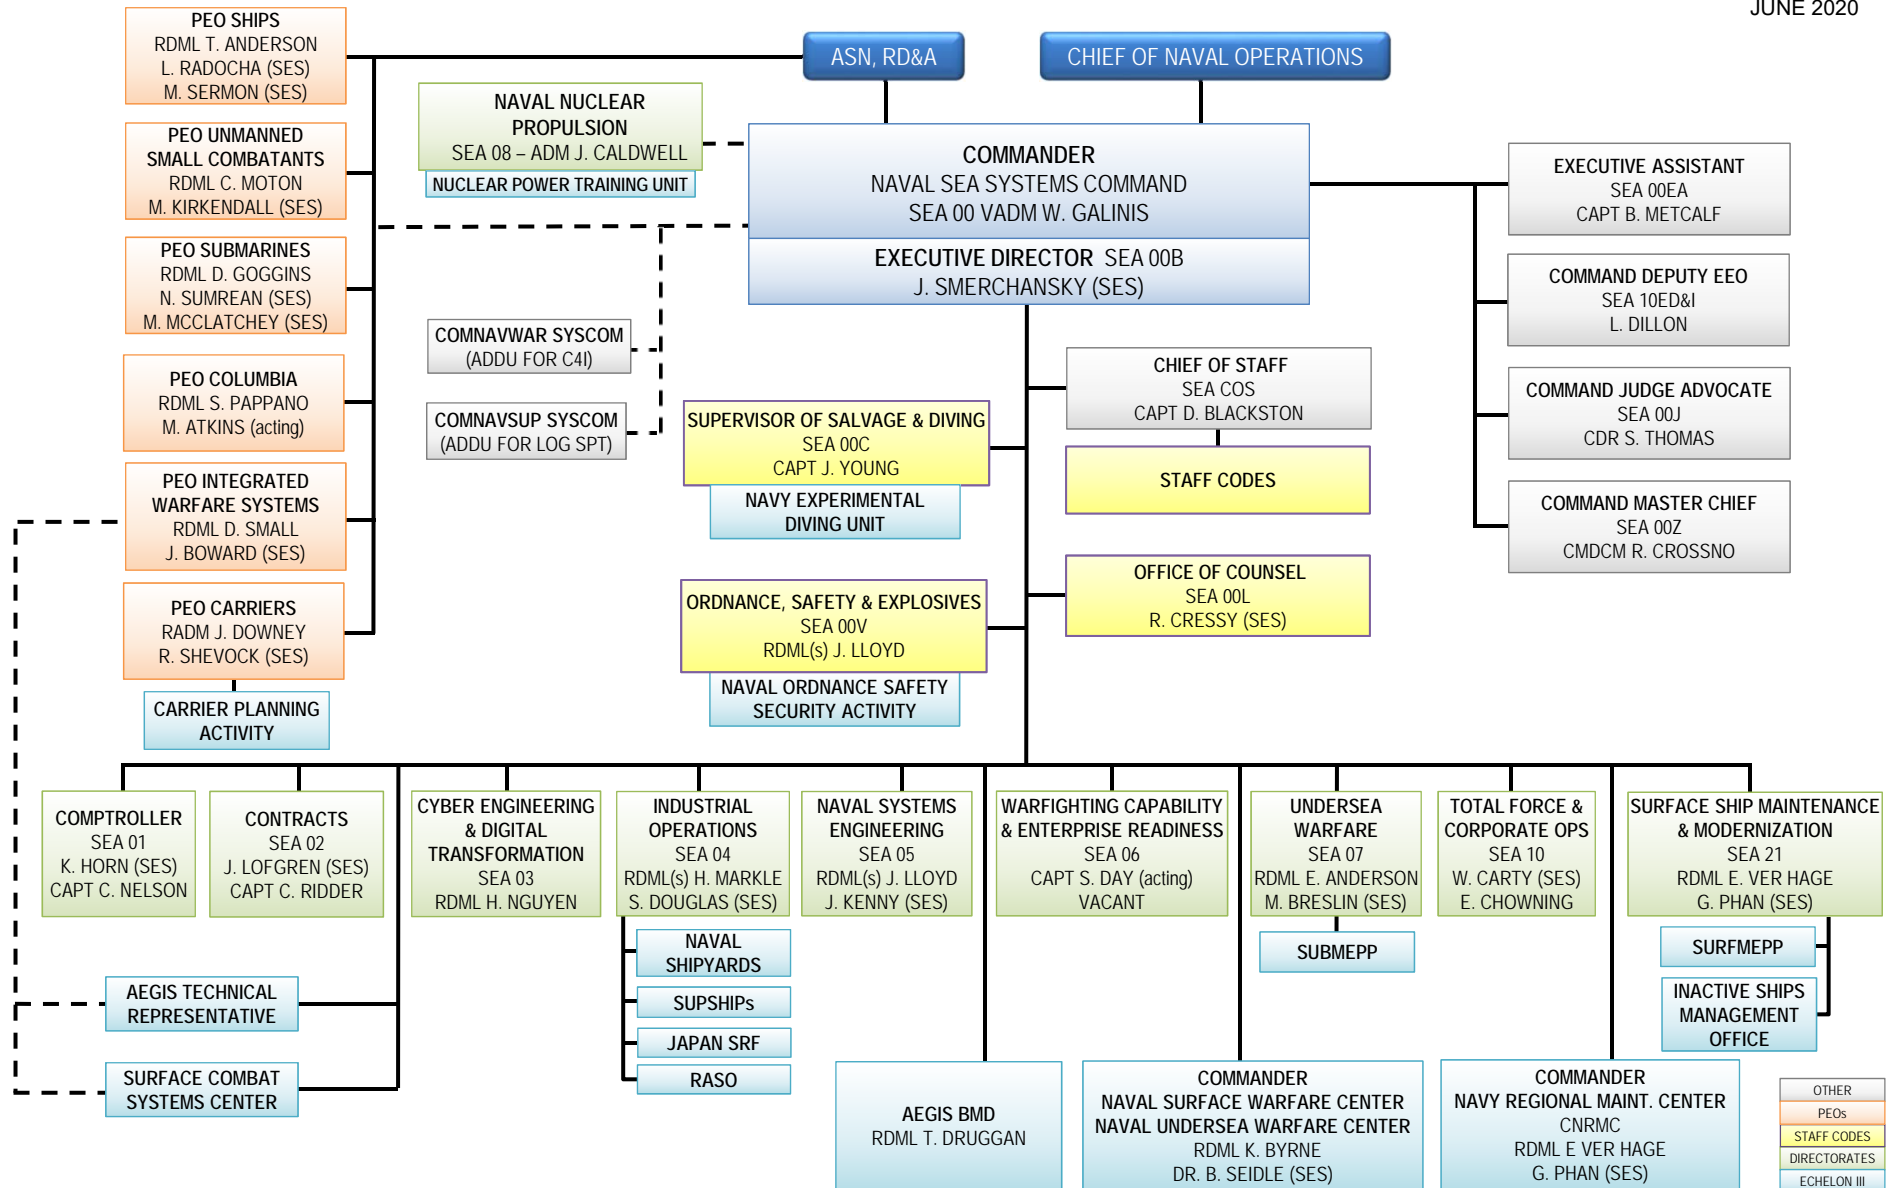 JUNE 2020
PEO SHIPS
RDML T. ANDERSON
L. RADOCHA (SES)
M. SERMON (SES)
PEO UNMANNED
SMALL COMBATANTS
RDML C. MOTON
M. KIRKENDALL (SES)
PEO SUBMARINES
RDML D. GOGGINS
N. SUMREAN (SES)
M. MCCLATCHEY (SES)
PEO COLUMBIA
RDML S. PAPPANO
M. ATKINS (acting)
PEO INTEGRATED
WARFARE SYSTEMS
RDML D. SMALL
J. BOWARD (SES)
PEO CARRIERS
RADM J. DOWNEY
R. SHEVOCK (SES)
CARRIER PLANNING
ACTIVITY
ASN, RD&A
CHIEF OF NAVAL OPERATIONS
NAVAL NUCLEAR
PROPULSION
SEA 08 – ADM J. CALDWELL
NUCLEAR POWER TRAINING UNIT
COMMANDER
NAVAL SEA SYSTEMS COMMAND
SEA 00 VADM W. GALINIS
EXECUTIVE DIRECTOR SEA 00B
J. SMERCHANSKY (SES)
COMNAVWAR SYSCOM
(ADDU FOR C4I)
COMNAVSUP SYSCOM
(ADDU FOR LOG SPT)
EXECUTIVE ASSISTANT
SEA 00EA
CAPT B. METCALF
COMMAND DEPUTY EEO
SEA 10ED&I
L. DILLON
COMMAND JUDGE ADVOCATE
SEA 00J
CDR S. THOMAS
COMMAND MASTER CHIEF
SEA 00Z
CMDCM R. CROSSNO
CHIEF OF STAFF
SEA COS
CAPT D. BLACKSTON
STAFF CODES
SUPERVISOR OF SALVAGE & DIVING
SEA 00C
CAPT J. YOUNG
NAVY EXPERIMENTAL
DIVING UNIT
OFFICE OF COUNSEL
SEA 00L
R. CRESSY (SES)
ORDNANCE, SAFETY & EXPLOSIVES
SEA 00V
RDML(s) J. LLOYD
NAVAL ORDNANCE SAFETY
SECURITY ACTIVITY
COMPTROLLER
SEA 01
K. HORN (SES)
CAPT C. NELSON
CONTRACTS
SEA 02
J. LOFGREN (SES)
CAPT C. RIDDER
CYBER ENGINEERING
& DIGITAL
TRANSFORMATION
SEA 03
RDML H. NGUYEN
INDUSTRIAL
OPERATIONS
SEA 04
RDML(s) H. MARKLE
S. DOUGLAS (SES)
NAVAL SHIPYARDS
SUPSHIPs
JAPAN SRF
RASO
NAVAL SYSTEMS
ENGINEERING
SEA 05
RDML(s) J. LLOYD
J. KENNY (SES)
WARFIGHTING CAPABILITY
& ENTERPRISE READINESS
SEA 06
CAPT S. DAY (acting)
VACANT
UNDERSEA
WARFARE
SEA 07
RDML E. ANDERSON
M. BRESLIN (SES)
SUBMEPP
TOTAL FORCE &
CORPORATE OPS
SEA 10
W. CARTY (SES)
E. CHOWNING
SURFACE SHIP MAINTENANCE
& MODERNIZATION
SEA 21
RDML E. VER HAGE
G. PHAN (SES)
SURFMEPP
INACTIVE SHIPS
MANAGEMENT
OFFICE
AEGIS TECHNICAL
REPRESENTATIVE
SURFACE COMBAT
SYSTEMS CENTER
AEGIS BMD
RDML T. DRUGGAN
COMMANDER
NAVAL SURFACE WARFARE CENTER
NAVAL UNDERSEA WARFARE CENTER
RDML K. BYRNE
DR. B. SEIDLE (SES)
COMMANDER
NAVY REGIONAL MAINT. CENTER
CNRMC
RDML E VER HAGE
G. PHAN (SES)
OTHER
PEOs
STAFF CODES
DIRECTORATES
ECHELON III